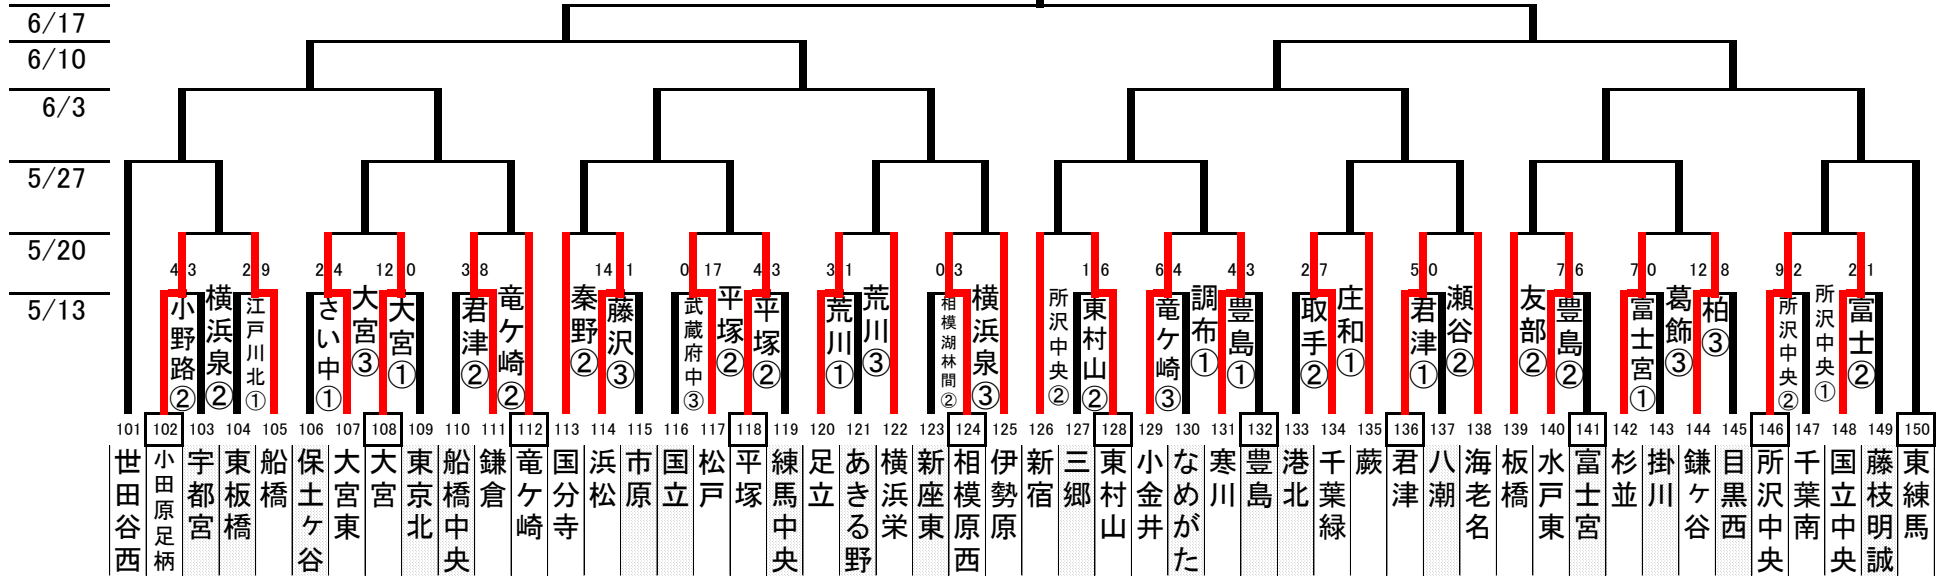 6/17
6/10
6/3
5/27
5/20
5/13
4 3
2 9
2 4
12 0
3 8
14 1
0 17
4 3
3 1
0 3
1 6
6 4
4 3
2 7
5 0
7 6
7 0
12 8
9 2
2 1
小野路②
横浜泉②
江戸川北①
さい中①
大宮③
大宮①
君津②
竜ケ崎②
秦野②
藤沢③
武蔵府中③
平塚②
平塚②
荒川①
荒川③
相模湖林間②
横浜泉③
所沢中央②
東村山②
竜ケ崎③
調布①
豊島①
取手②
庄和①
君津①
瀬谷②
友部②
豊島②
富士宮①
葛飾③
柏③
所沢中央②
所沢中央①
富士②
101 102 103 104 105 106 107 108 109 110 111 112 113 114 115 116 117 118 119 120 121 122 123 124 125 126 127 128 129 130 131 132 133 134 135 136 137 138 139 140 141 142 143 144 145 146 147 148 149 150
世田谷西
小田原足柄
宇都宮
東板橋
船橋
保土ヶ谷
大宮東
大宮
東京北
船橋中央
鎌倉
竜ケ崎
国分寺
浜松
市原
国立
松戸
平塚
練馬中央
足立
あきる野
横浜栄
新座東
相模原西
伊勢原
新宿
三郷
東村山
小金井
なめがた
寒川
豊島
港北
千葉緑
蕨
君津
八潮
海老名
板橋
水戸東
富士宮
杉並
掛川
鎌ヶ谷
目黒西
所沢中央
千葉南
国立中央
藤枝明誠
東練馬